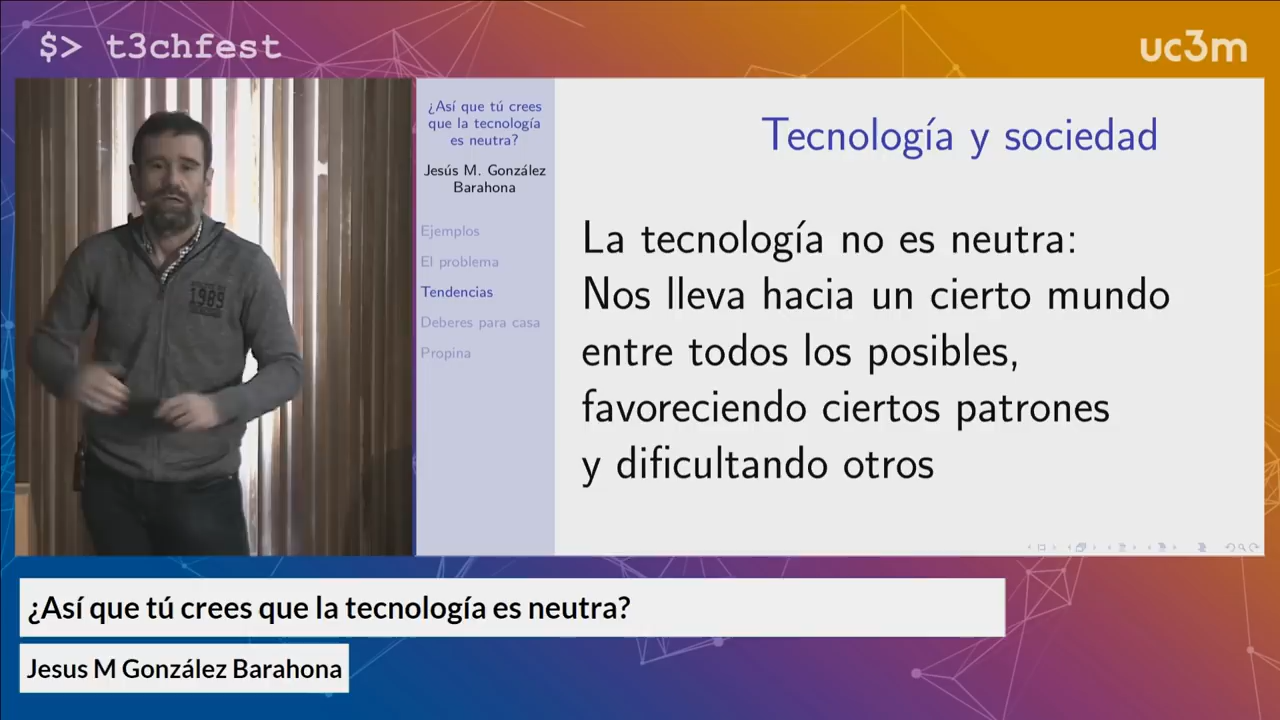 $> t3chfest
uc3m
¿Así que tú crees
que la tecnología
es neutra?
Jesús M. González
Barahona
Ejemplos
El problema
Tendencias
Deberes para casa
Propina
Tecnología y sociedad
La tecnología no es neutra:
Nos lleva hacia un cierto mundo
entre todos los posibles,
favoreciendo ciertos patrones
y dificultando otros
1989
¿Así que tú crees que la tecnología es neutra?
Jesus M González Barahona